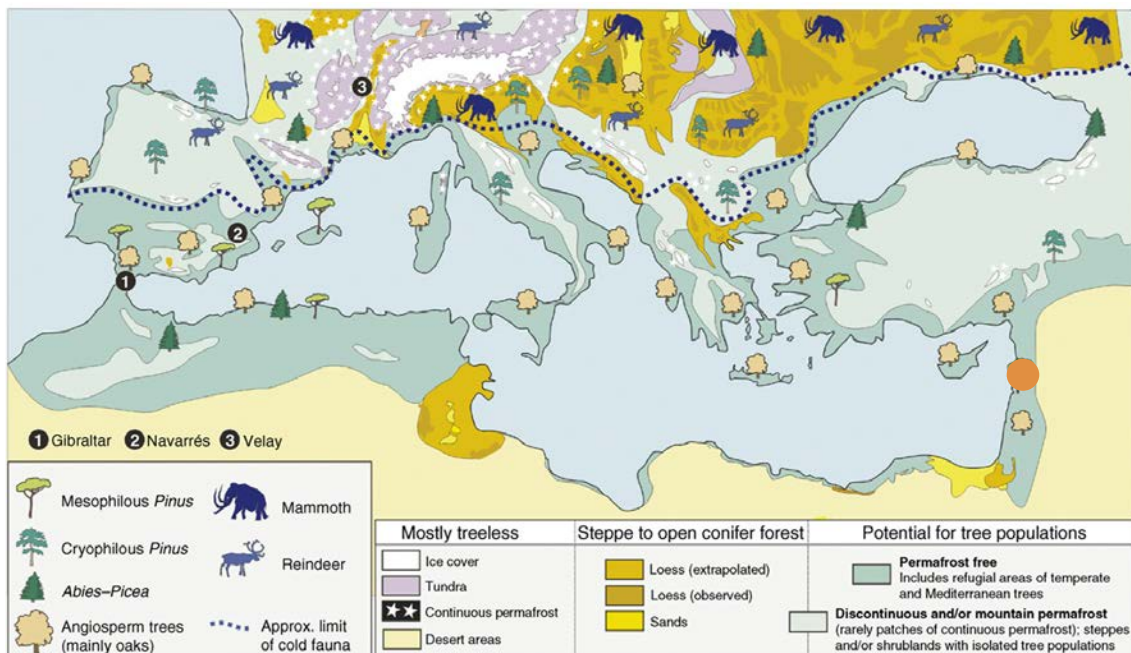 3
2
1
1 Gibraltar 2 Navarrés 3 Velay
Mesophilous Pinus
Mammoth
Cryophilous Pinus
Reindeer
Abies–Picea
Angiosperm trees
(mainly oaks)
Approx. limit
of cold fauna
Mostly treeless
Ice cover
Tundra
Continuous permafrost
Desert areas
Steppe to open conifer forest
Loess (extrapolated)
Loess (observed)
Sands
Potential for tree populations
Permafrost free
Includes refugial areas of temperate
and Mediterranean trees
Discontinuous and/or mountain permafrost
(rarely patches of continuous permafrost); steppes
and/or shrublands with isolated tree populations